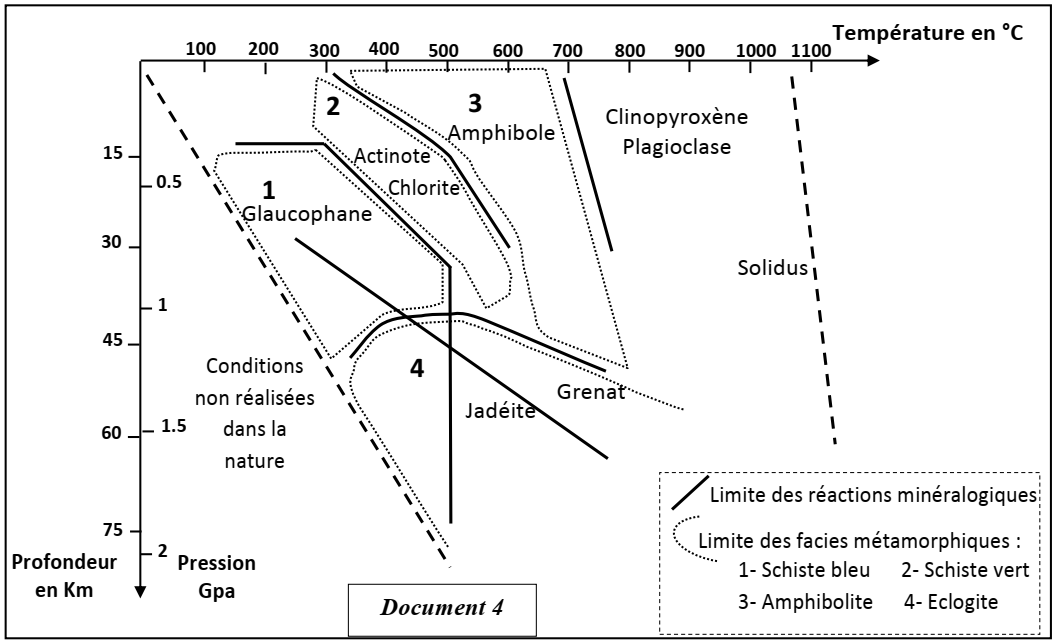 Température en °C
100 200 300 400 500 600 700 800 900 1000 1100
2
3
Amphibole
Clinopyroxène
Plagioclase
15
Actinote
0.5
1
Chlorite
Glaucophane
30
Solidus
1
45
4
Conditions
non réalisées
dans la
nature
Grenat
Jadéite
60
1.5
75
2
Profondeur
en Km
Pression
Gpa
Limite des réactions minéralogiques
Limite des facies métamorphiques :
1- Schiste bleu 2- Schiste vert
3- Amphibolite 4- Eclogite
Document 4